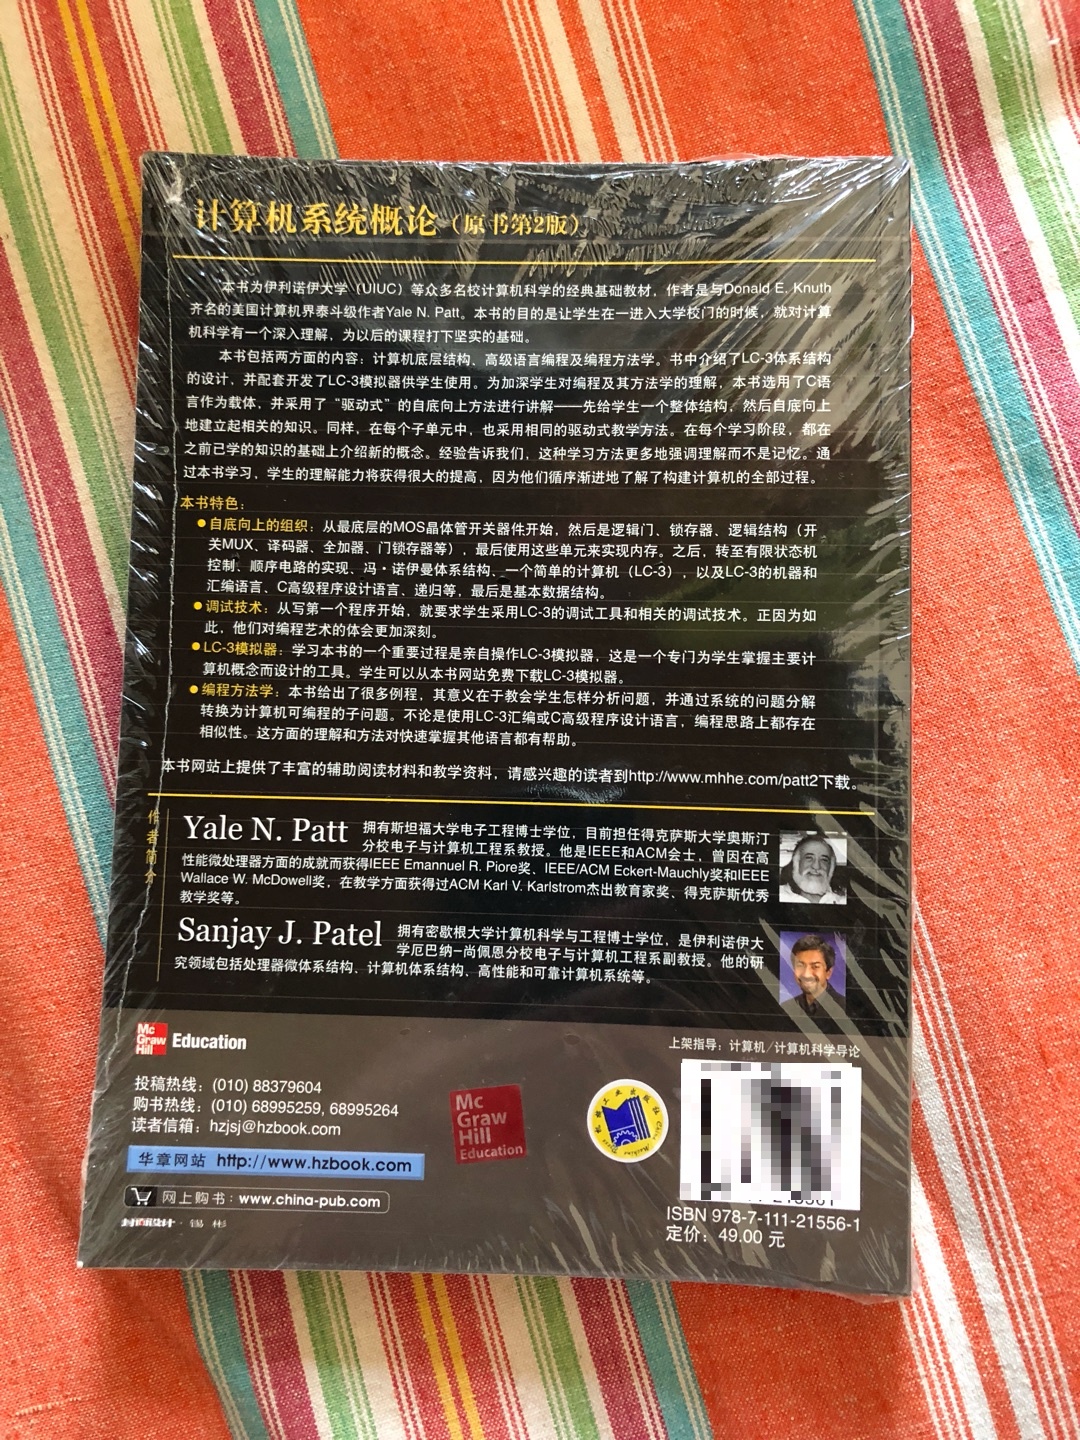 计算机系统概论（原书第2版）
本书为伊利诺伊大学（UIUC）等众多名校计算机科学的经典基础教材，作者是与Donald E. Knuth
齐名的美国计算机界泰斗级作者Yale N. Patt。本书的目的是让学生在一进入大学校门的时候，就对计算
机科学有一个深入理解，为以后的课程打下坚实的基础。
本书包括两方面的内容：计算机底层结构、高级语言编程及编程方法学。书中介绍了LC-3体系结构
的设计，并配套开发了LC-3模拟器供学生使用。为加深学生对编程及其方法学的理解，本书选用了C语
言作为载体，并采用了“驱动式”的自底向上方法进行讲解——先给学生一个整体结构，然后自底向上
地建立起相关的知识。同样，在每个子单元中，也采用相同的驱动式教学方法。在每个学习阶段，都在
之前已学的知识的基础上介绍新的概念。经验告诉我们，这种学习方法更多地强调理解而不是记忆。通
过本书学习，学生的理解能力将获得很大的提高，因为他们循序渐进地了解了构建计算机的全部过程。
本书特色：
●自底向上的组织：从最底层的MOS晶体管开关器件开始，然后是逻辑门、锁存器、逻辑结构（开
关MUX、译码器、全加器、门锁存器等），最后使用这些单元来实现内存。之后，转至有限状态机
控制、顺序电路的实现、冯·诺伊曼体系结构、一个简单的计算机（LC-3），以及LC-3的机器和
汇编语言、C高级程序设计语言、递归等，最后是基本数据结构。
●调试技术：从写第一个程序开始，就要求学生采用LC-3的调试工具和相关的调试技术。正因为如
此，他们对编程艺术的体会更加深刻。
●LC-3模拟器：学习本书的一个重要过程是亲自操作LC-3模拟器，这是一个专门为学生掌握主要计
算机概念而设计的工具。学生可以从本书网站免费下载LC-3模拟器。
●编程方法学：本书给出了很多例程，其意义在于教会学生怎样分析问题，并通过系统的问题分解
转换为计算机可编程的子问题。不论是使用LC-3汇编或C高级程序设计语言，编程思路上都存在
相似性。这方面的理解和方法对快速掌握其他语言都有帮助。
本书网站上提供了丰富的辅助阅读材料和教学资料，请感兴趣的读者到http://www.mhhe.com/patt2下载。
作者简介
Yale N. Patt 拥有斯坦福大学电子工程博士学位，目前担任得克萨斯大学奥斯汀
分校电子与计算机工程系教授。他是IEEE和ACM会士，曾因在高
性能微处理器方面的成就而获得IEEE Emannuel R. Piore奖、IEEE/ACM Eckert-Mauchly奖和IEEE
Wallace W. McDowell奖，在教学方面获得过ACM Karl V. Karlstrom杰出教育家奖、得克萨斯优秀
教学奖等。
Sanjay J. Patel 拥有密歇根大学计算机科学与工程博士学位，是伊利诺伊大
学厄巴纳-尚佩恩分校电子与计算机工程系副教授。他的研
究领域包括处理器微体系结构、计算机体系结构、高性能和可靠计算机系统等。
Mc
Graw
Hill Education
上架指导：计算机/计算机科学导论
投稿热线：(010) 88379604
购书热线：(010) 68995259, 68995264
读者信箱：hzjsj@hzbook.com
华章网站 http://www.hzbook.com
网上购书：www.china-pub.com
封面设计·锡 彬
Mc
Graw
Hill
Education
机械工业出版社
ISBN 978-7-111-21556-1
定价：49.00 元